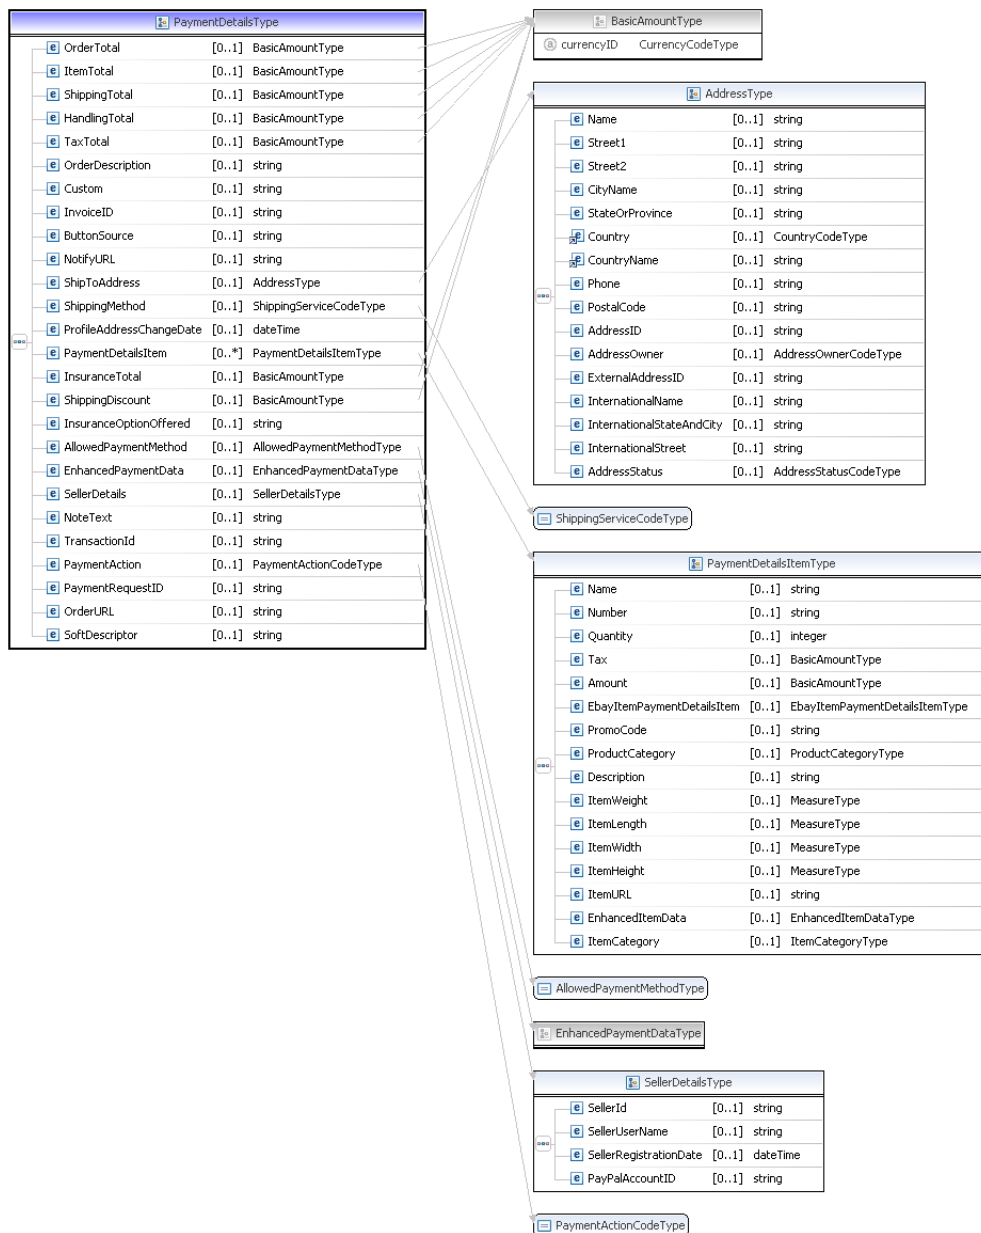 PaymentDetailsType
e OrderTotal [0..1] BasicAmountType
e ItemTotal [0..1] BasicAmountType
e ShippingTotal [0..1] BasicAmountType
e HandlingTotal [0..1] BasicAmountType
e TaxTotal [0..1] BasicAmountType
e OrderDescription [0..1] string
e Custom [0..1] string
e InvoiceID [0..1] string
e ButtonSource [0..1] string
e NotifyURL [0..1] string
e ShipToAddress [0..1] AddressType
e ShippingMethod [0..1] ShippingServiceCodeType
e ProfileAddressChangeDate [0..1] dateTime
e PaymentDetailsItem [0..*] PaymentDetailsItemType
e InsuranceTotal [0..1] BasicAmountType
e ShippingDiscount [0..1] BasicAmountType
e InsuranceOptionOffered [0..1] string
e AllowedPaymentMethod [0..1] AllowedPaymentMethodType
e EnhancedPaymentData [0..1] EnhancedPaymentDataType
e SellerDetails [0..1] SellerDetailsType
e NoteText [0..1] string
e TransactionId [0..1] string
e PaymentAction [0..1] PaymentActionCodeType
e PaymentRequestID [0..1] string
e OrderURL [0..1] string
e SoftDescriptor [0..1] string
BasicAmountType
a currencyID CurrencyCodeType
AddressType
e Name [0..1] string
e Street1 [0..1] string
e Street2 [0..1] string
e CityName [0..1] string
e StateOrProvince [0..1] string
e Country [0..1] CountryCodeType
e CountryName [0..1] string
e Phone [0..1] string
e PostalCode [0..1] string
e AddressID [0..1] string
e AddressOwner [0..1] AddressOwnerCodeType
e ExternalAddressID [0..1] string
e InternationalName [0..1] string
e InternationalStateAndCity [0..1] string
e InternationalStreet [0..1] string
e AddressStatus [0..1] AddressStatusCodeType
ShippingServiceCodeType
PaymentDetailsItemType
e Name [0..1] string
e Number [0..1] string
e Quantity [0..1] integer
e Tax [0..1] BasicAmountType
e Amount [0..1] BasicAmountType
e EbayItemPaymentDetailsItem [0..1] EbayItemPaymentDetailsItemType
e PromoCode [0..1] string
e ProductCategory [0..1] ProductCategoryType
e Description [0..1] string
e ItemWeight [0..1] MeasureType
e ItemLength [0..1] MeasureType
e ItemWidth [0..1] MeasureType
e ItemHeight [0..1] MeasureType
e ItemURL [0..1] string
e EnhancedItemData [0..1] EnhancedItemDataType
e ItemCategory [0..1] ItemCategoryType
AllowedPaymentMethodType
EnhancedPaymentDataType
SellerDetailsType
e SellerId [0..1] string
e SellerUserName [0..1] string
e SellerRegistrationDate [0..1] dateTime
e PayPalAccountID [0..1] string
PaymentActionCodeType